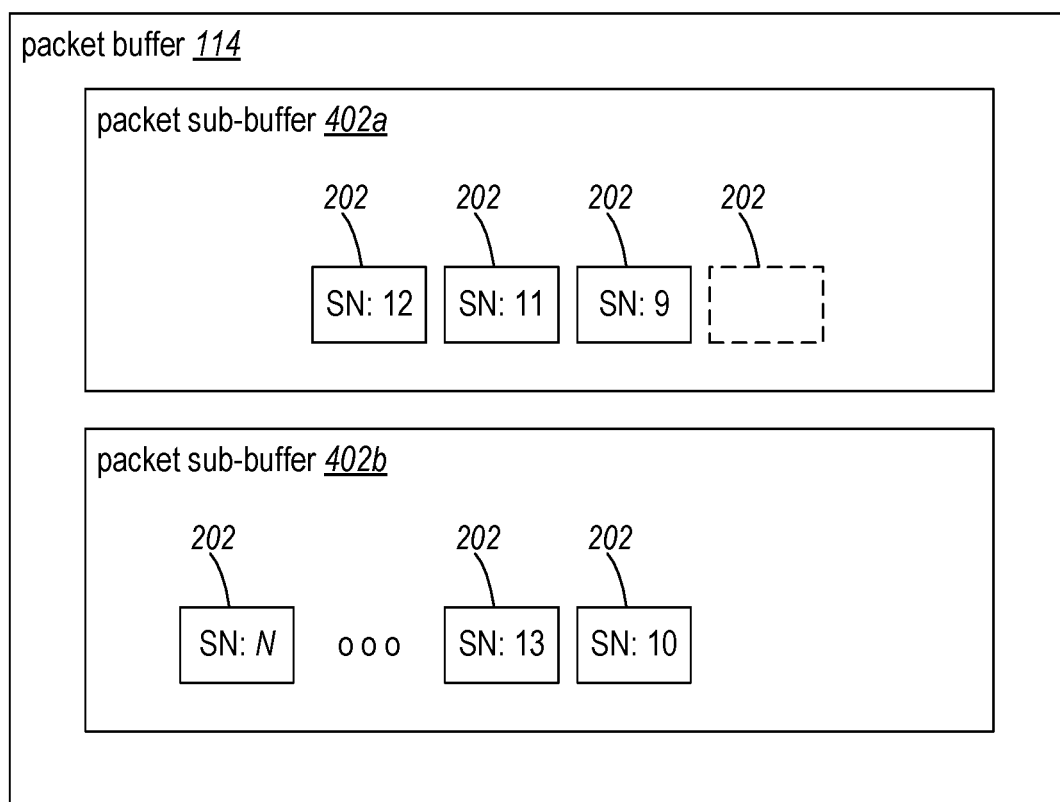 packet buffer 114
packet sub-buffer 402a
202 202 202 202
SN: 12 SN: 11 SN: 9
packet sub-buffer 402b
202 202 202
SN: N o o o SN: 13 SN: 10